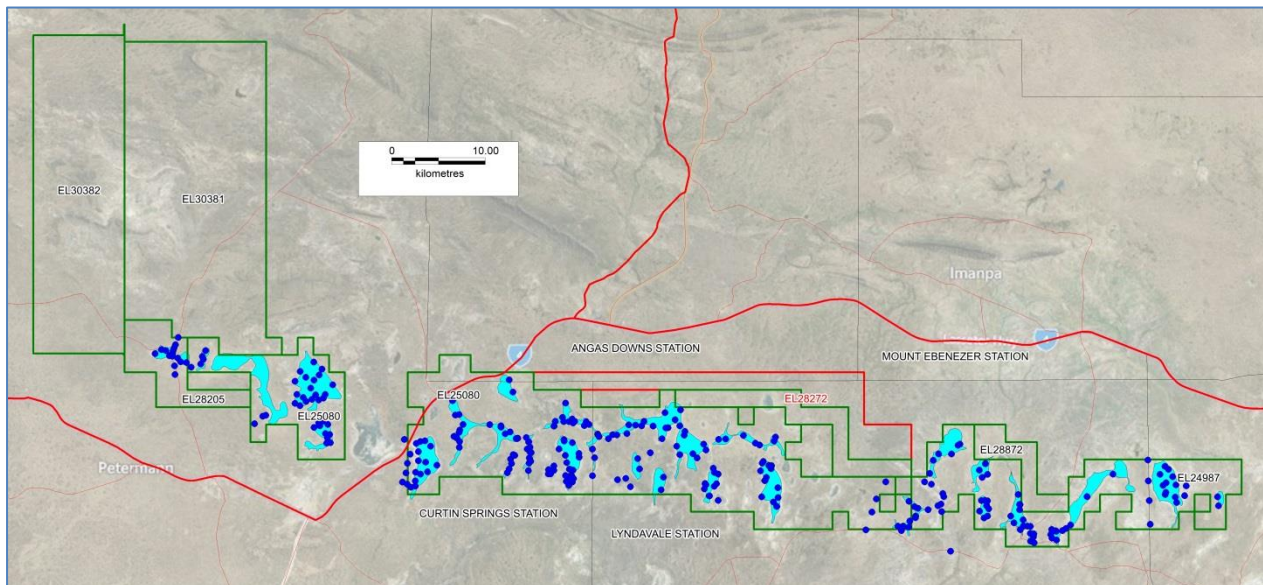 0
10.00
kilometres
EL30382
EL30381
Imanpa
ANGAS DOWNS STATION
4
MOUNT EBENEZER STATION
EL28205
EL25080
EL25080
EL28272
Petermann
EL28872
EL24987
CURTIN SPRINGS STATION
LYNDAVALE STATION